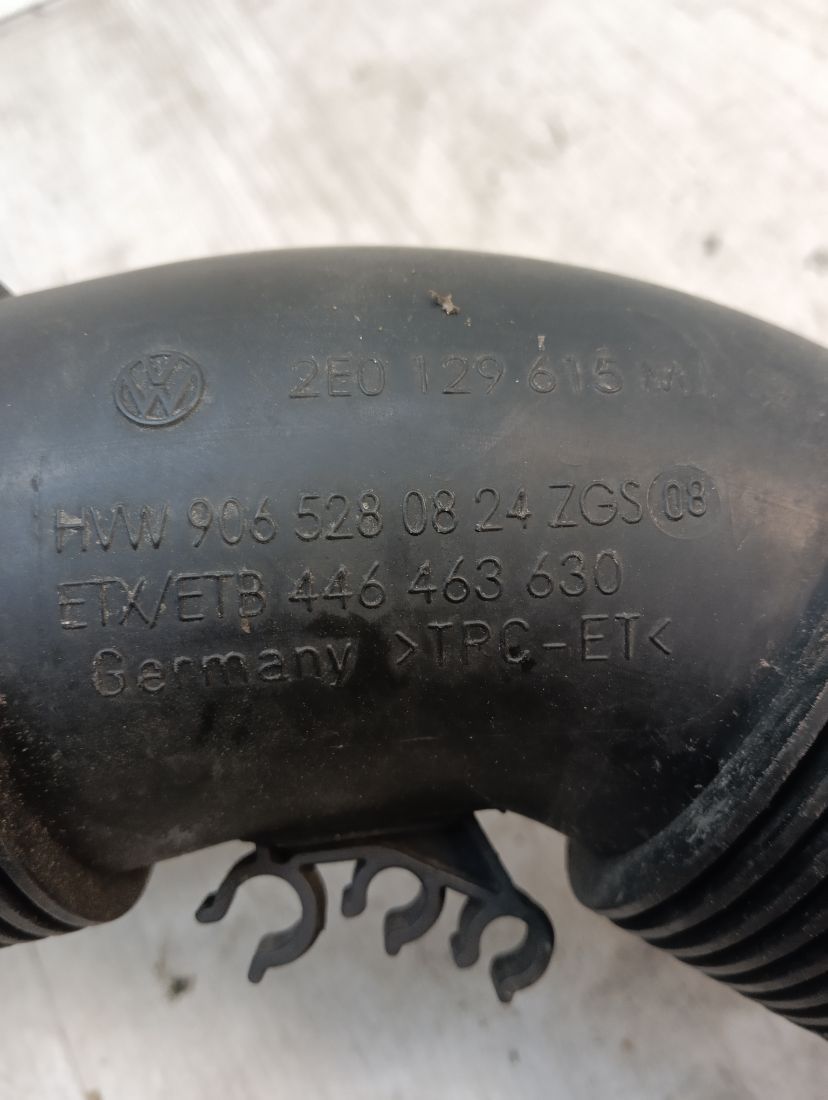 2E0 129 615
HVW 906 528 08 24 ZGS 08
ETX/ETB 446 463 630
Germany >TPC-ET<